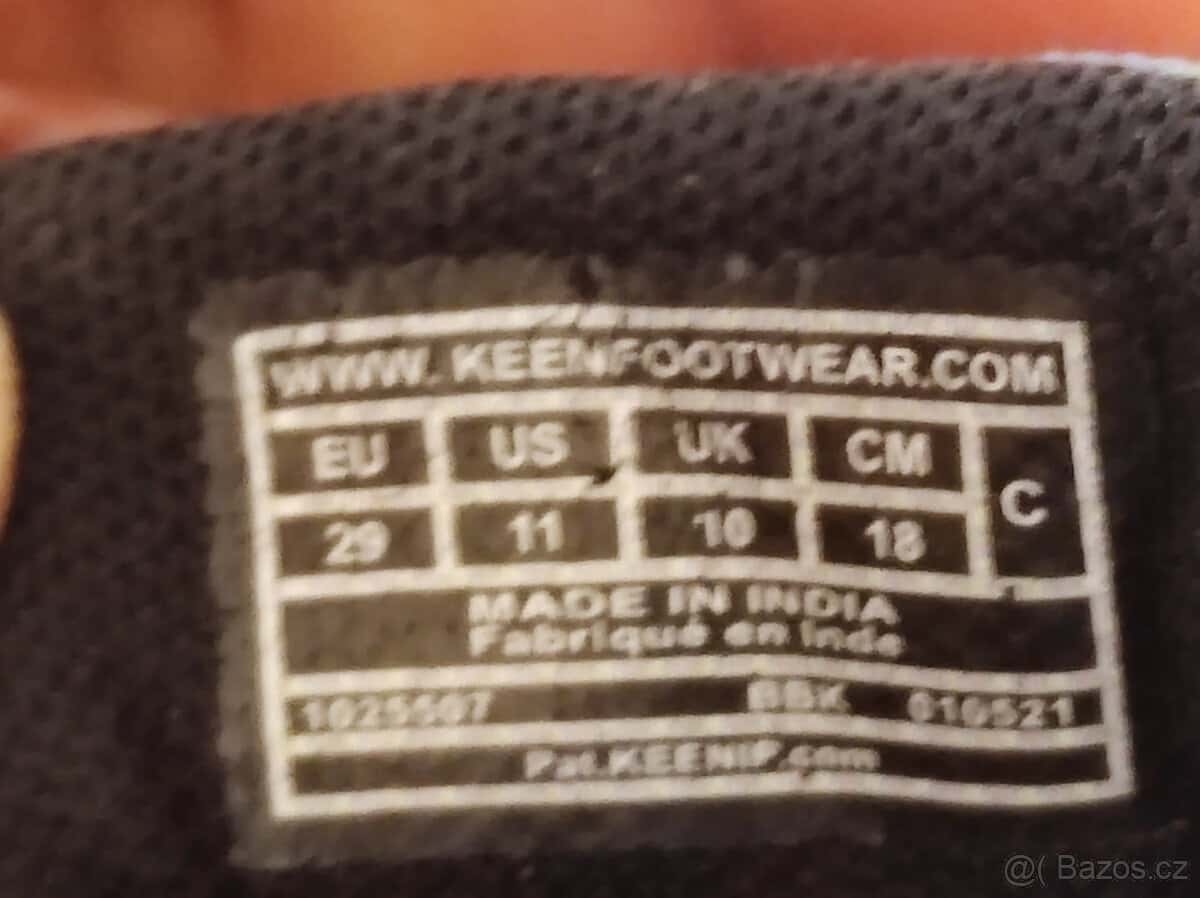 WWW.KEENFOOTWEAR.COM
EU US UK CM C
29 11 10 18
MADE IN INDIA
Fabriqué en Inde
BBK 010521
Pat.KEENIP.com
@( Bazos.cz